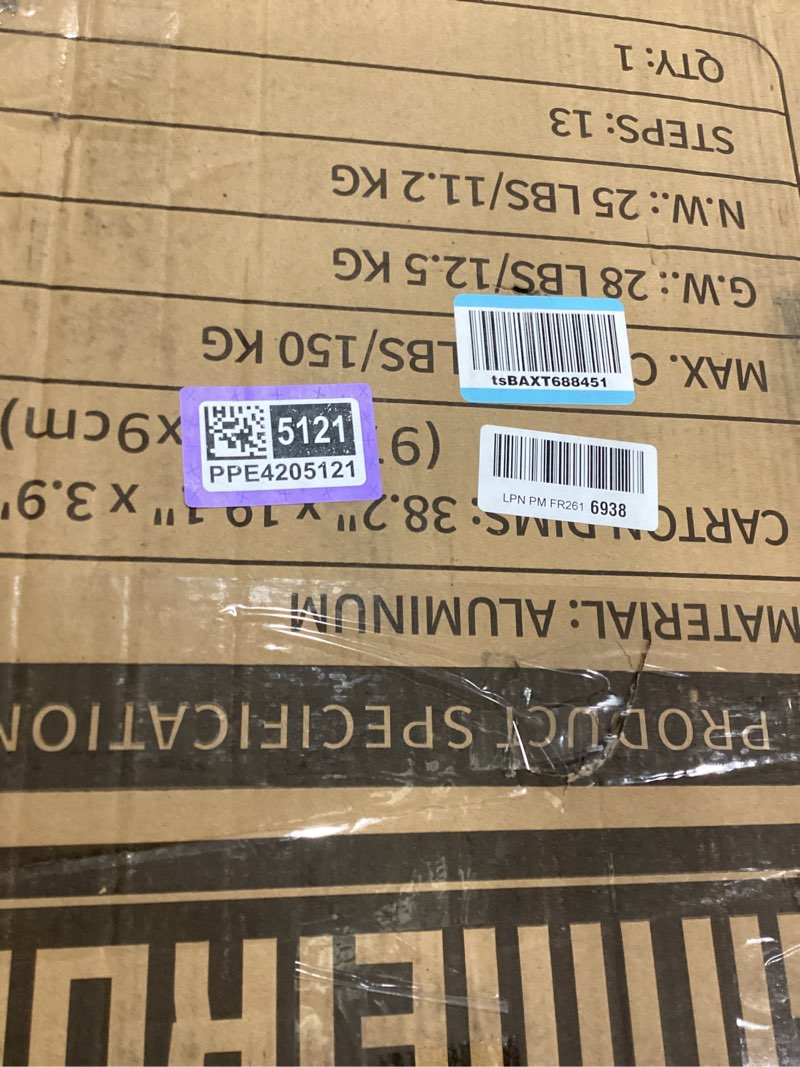 PRODUCT SPECIFICATION
MATERIAL: ALUMINUM
CARTON DIMS: 38.2" x 19.1" x 3.9"
x9cm)
MAX. LBS/150 KG
G.W.: 28 LBS/12.5 KG
N.W.: 25 LBS/11.2 KG
STEPS: 13
QTY: 1
tsBAXT688451
5121
PPE4205121
LPN PM FR261 6938